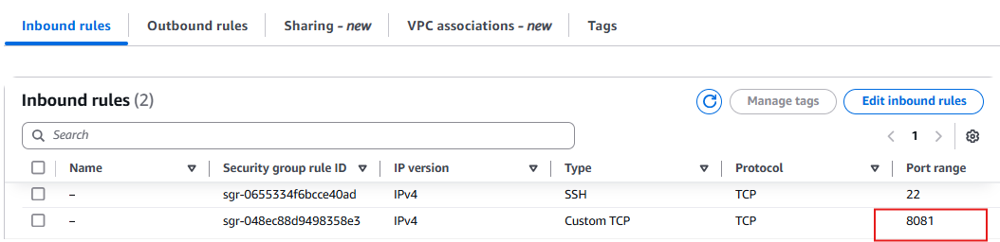 Inbound rules Outbound rules Sharing - new VPC associations - new Tags
Inbound rules (2) Manage tags Edit inbound rules
Search 1
Name Security group rule ID IP version Type Protocol Port range
– sgr-0655334f6bcce40ad IPv4 SSH TCP 22
– sgr-048ec88d9498358e3 IPv4 Custom TCP TCP 8081